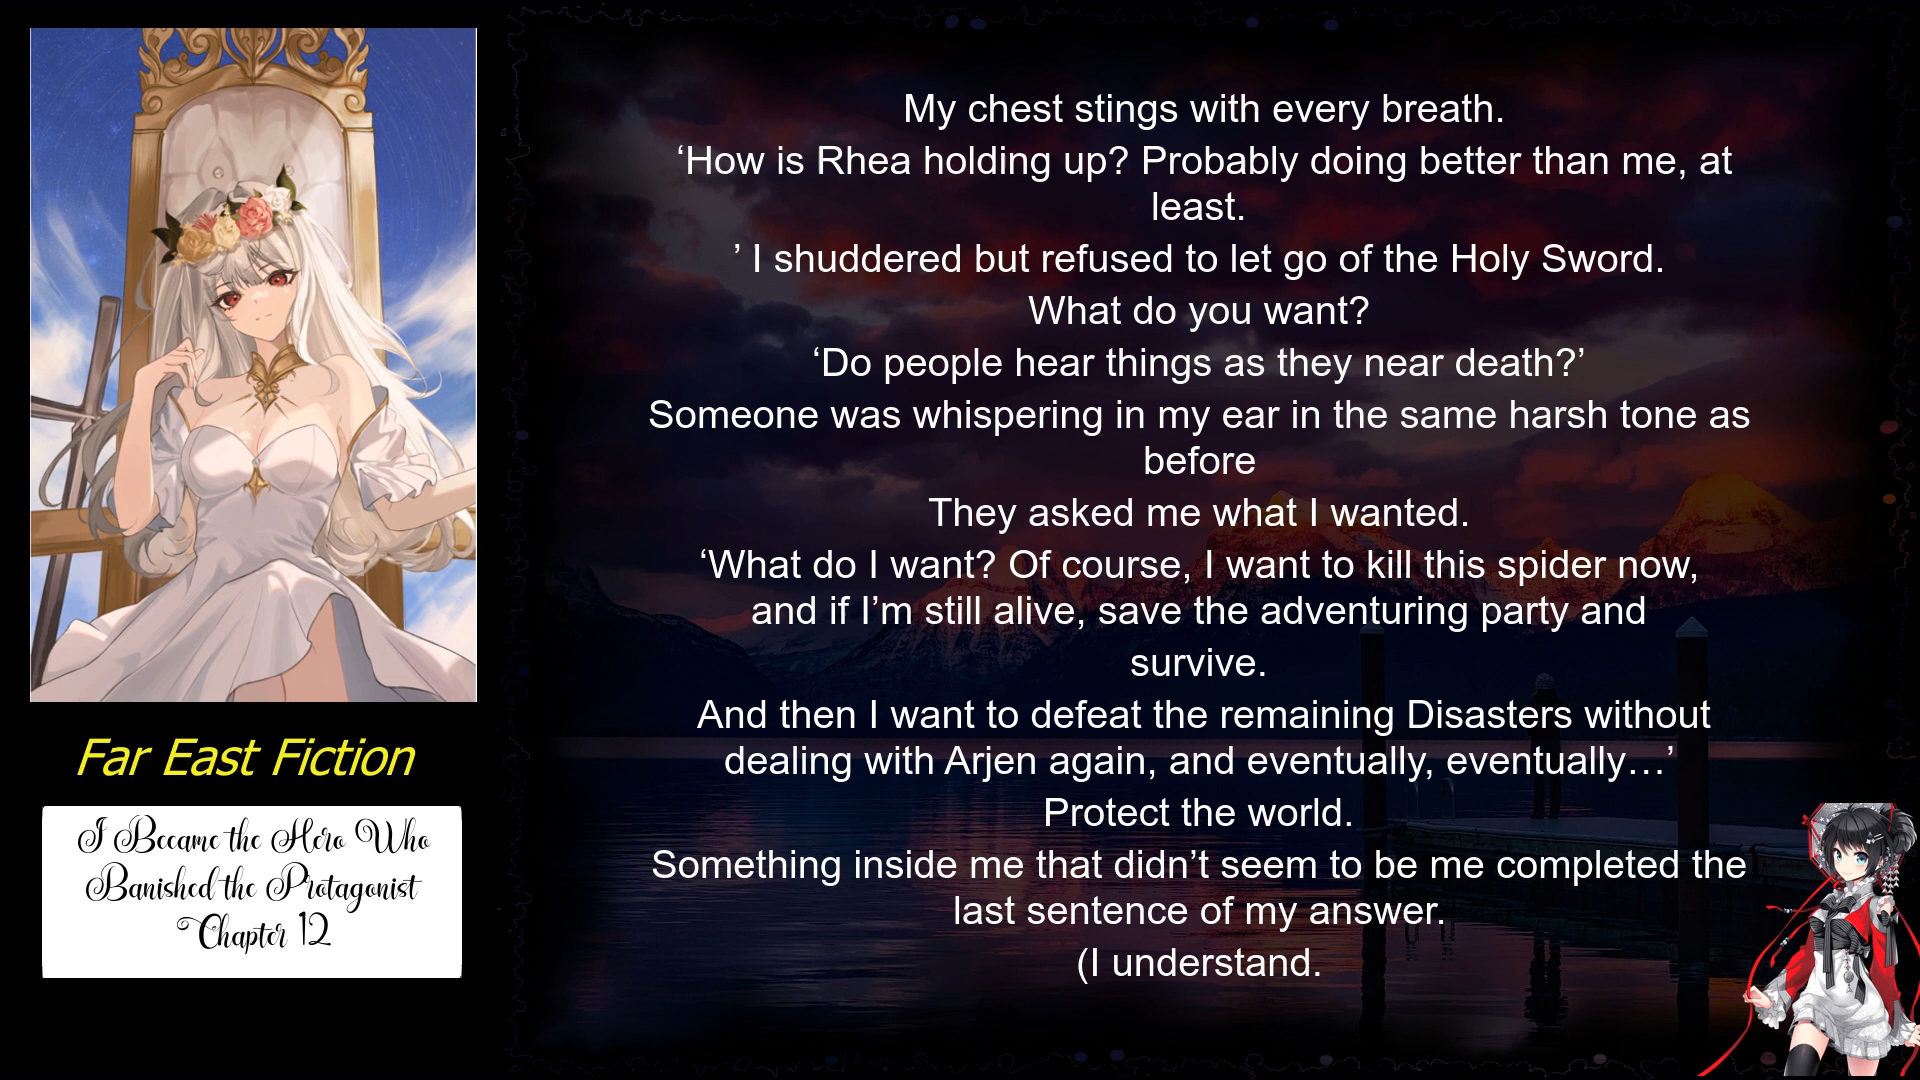 My chest stings with every breath.
‘How is Rhea holding up? Probably doing better than me, at
least.
’ I shuddered but refused to let go of the Holy Sword.
What do you want?
‘Do people hear things as they near death?’
Someone was whispering in my ear in the same harsh tone as
before
They asked me what I wanted.
‘What do I want? Of course, I want to kill this spider now,
and if I’m still alive, save the adventuring party and
survive.
And then I want to defeat the remaining Disasters without
dealing with Arjen again, and eventually, eventually…’
Protect the world.
Something inside me that didn’t seem to be me completed the
last sentence of my answer.
(I understand.
Far East Fiction
I Became the Hero Who
Banished the Protagonist
Chapter 12